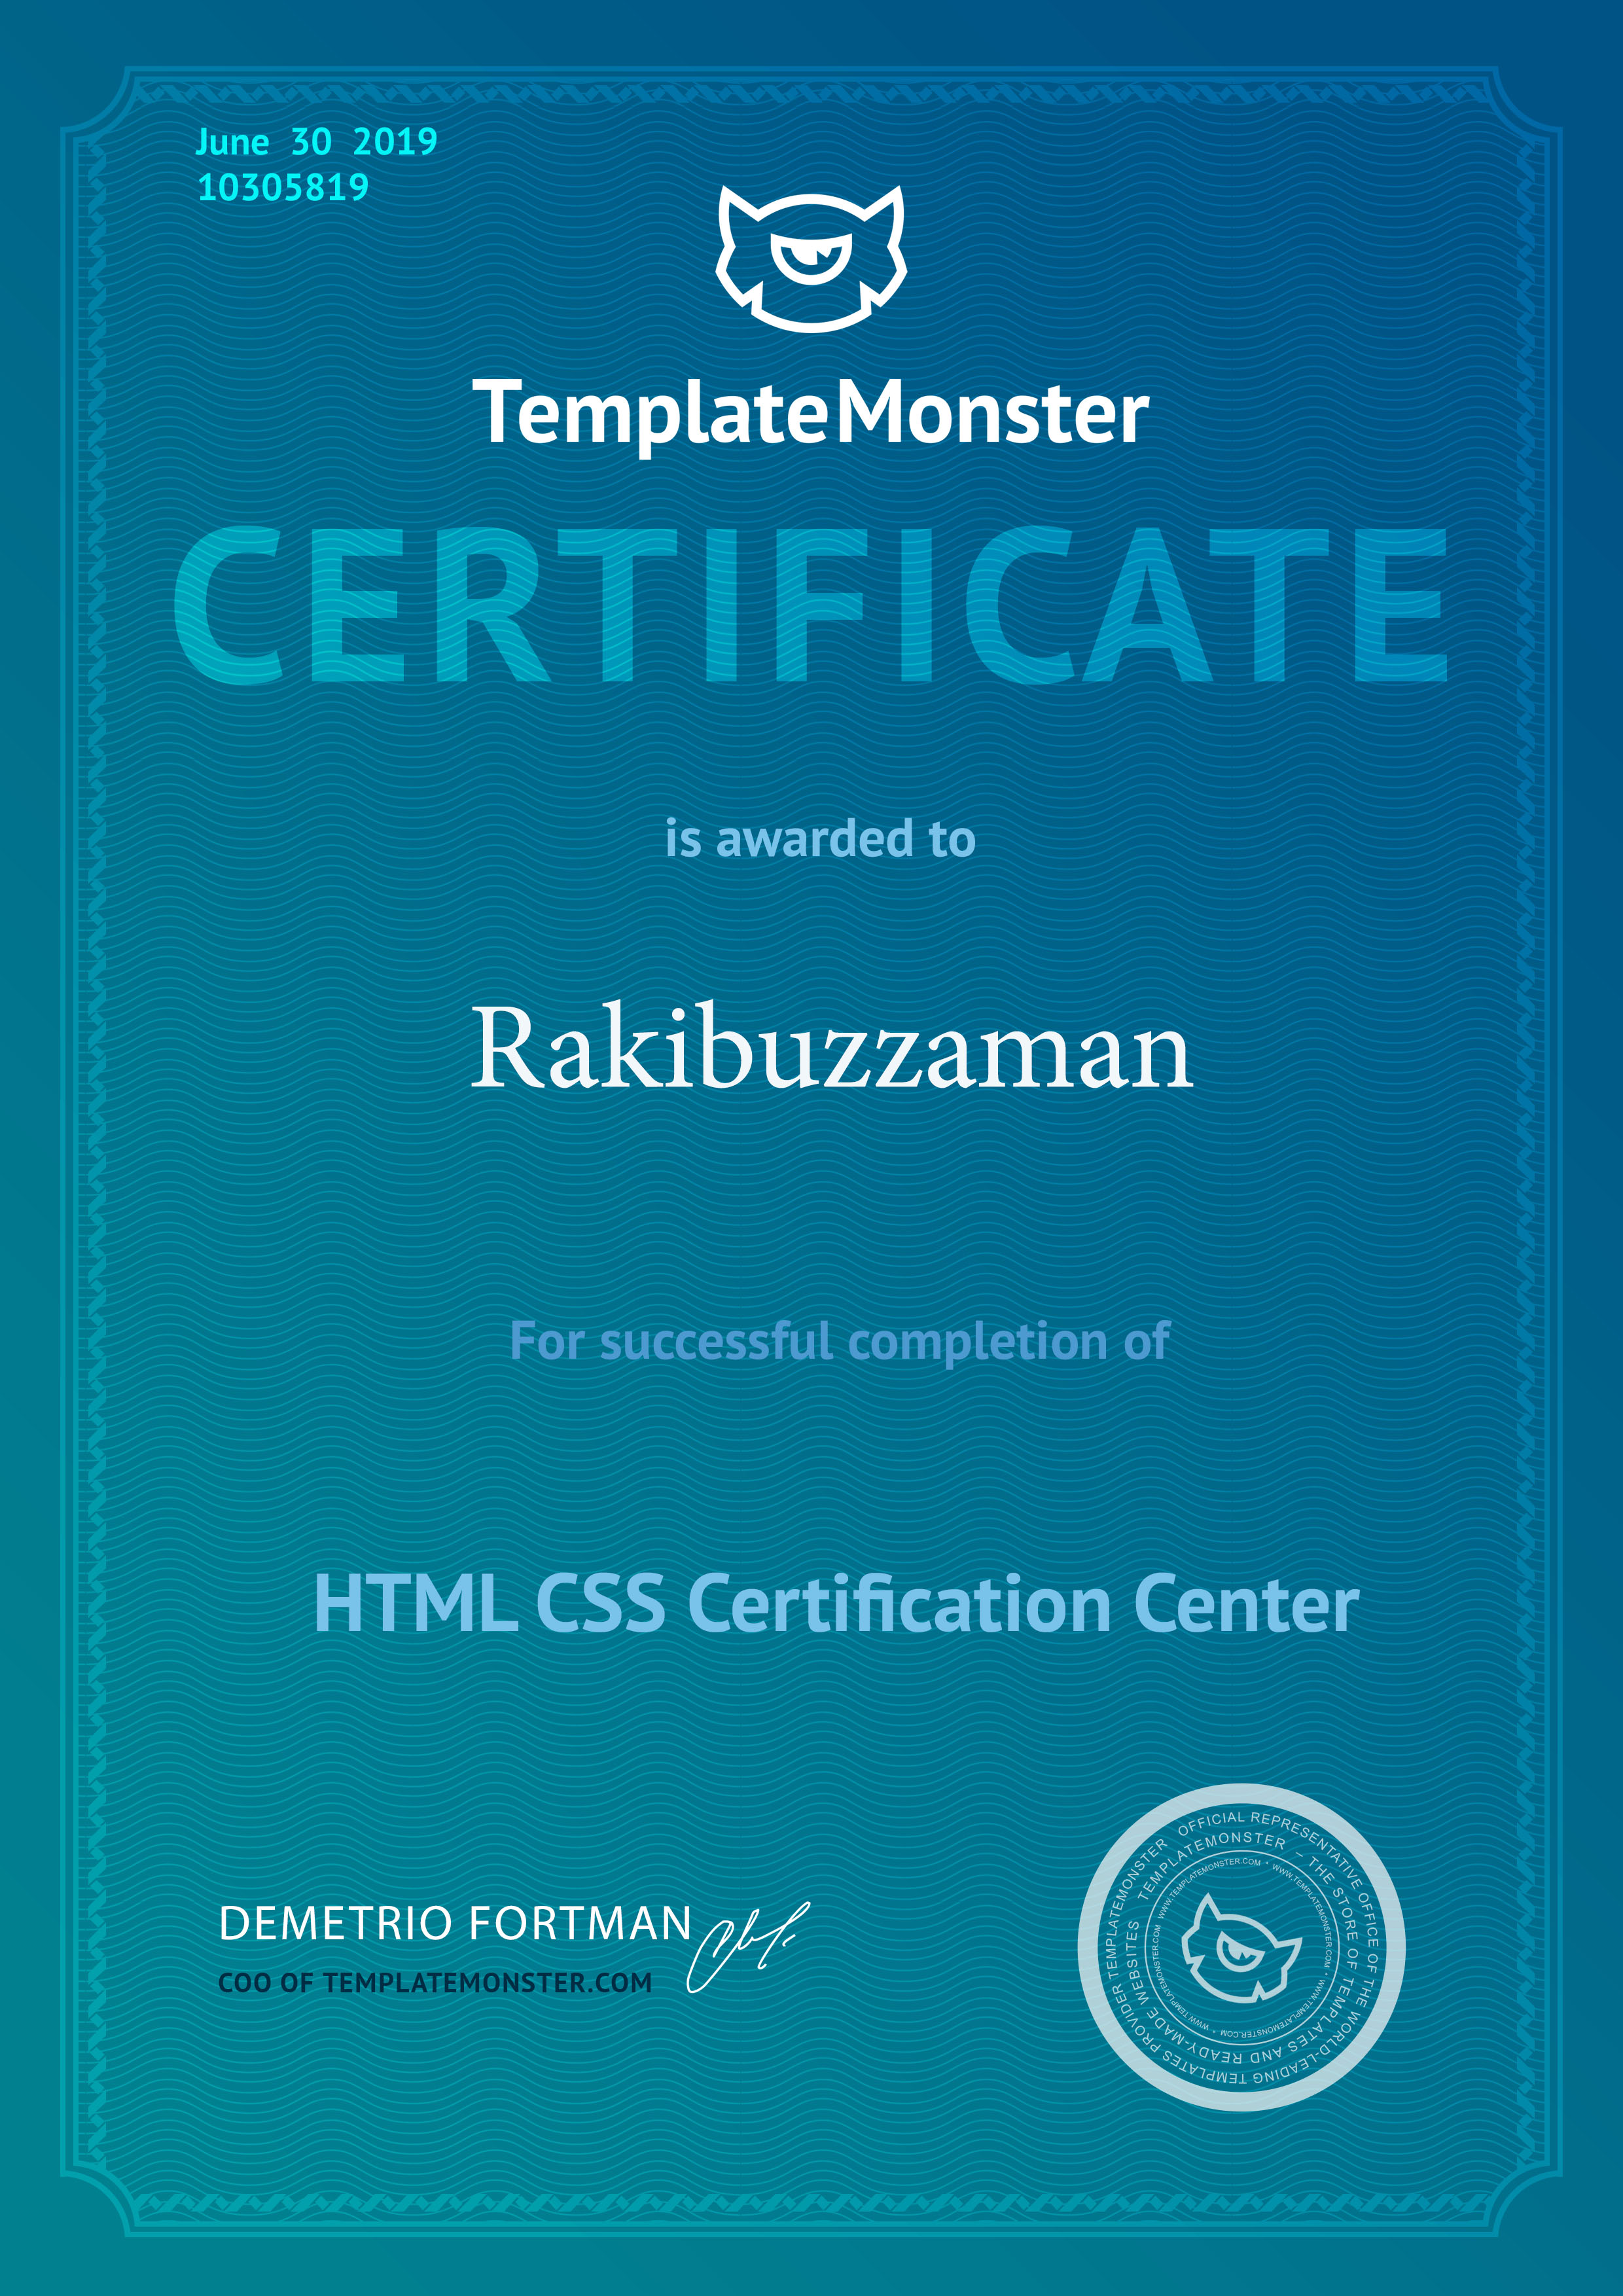 June 30 2019
10305819
TemplateMonster
CERTIFICATE
is awarded to
Rakibuzzaman
For successful completion of
HTML CSS Certification Center
DEMETRIO FORTMAN
COO OF TEMPLATEMONSTER.COM
OFFICIAL REPRESENTATIVE OFFICE OF THE WORLD-LEADING TEMPLATES PROVIDER TEMPLATEMONSTER
TEMPLATEMONSTER – THE STORE OF TEMPLATES AND READY-MADE WEBSITES
WWW.TEMPLATEMONSTER.COM * WWW.TEMPLATEMONSTER.COM * WWW.TEMPLATEMONSTER.COM * WWW.TEMPLATEMONSTER.COM